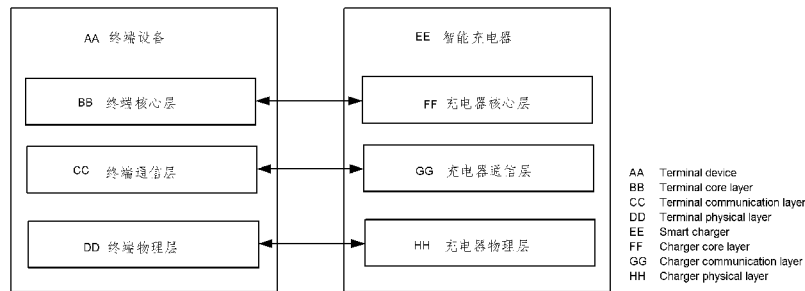 AA 终端设备
BB 终端核心层
CC 终端通信层
DD 终端物理层
EE 智能充电器
FF 充电器核心层
GG 充电器通信层
HH 充电器物理层
AA Terminal device
BB Terminal core layer
CC Terminal communication layer
DD Terminal physical layer
EE Smart charger
FF Charger core layer
GG Charger communication layer
HH Charger physical layer